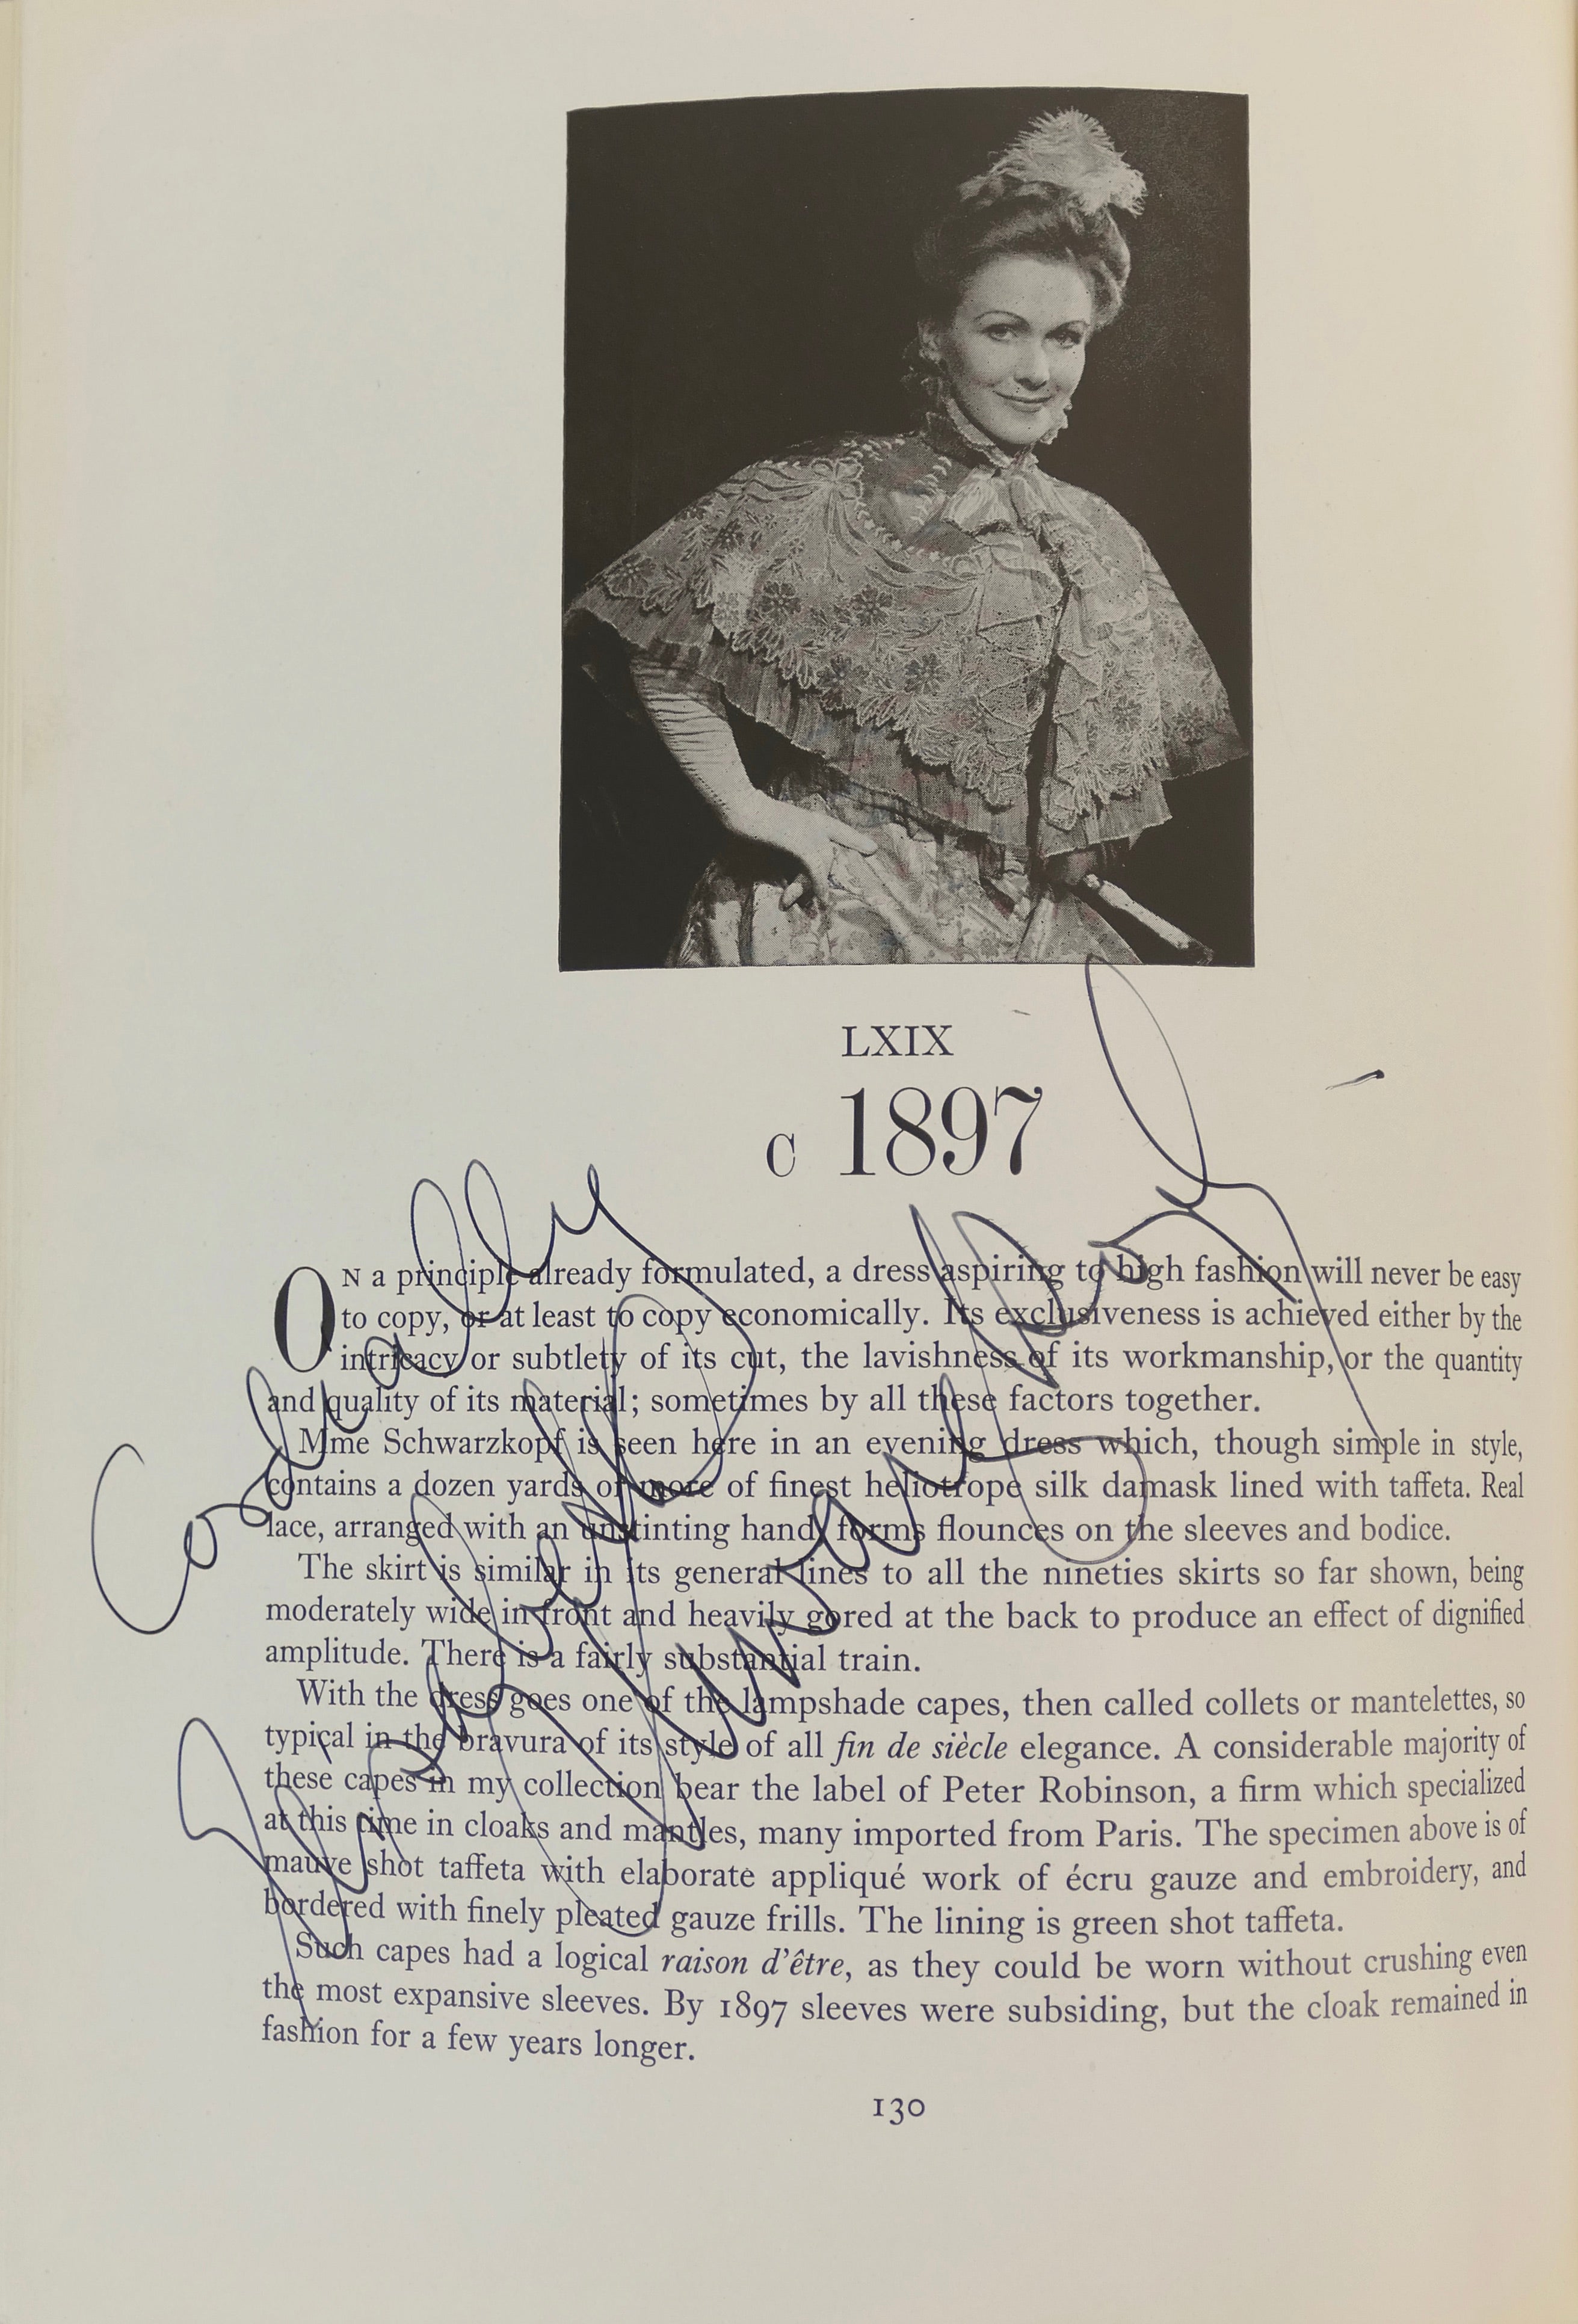 LXIX
c 1897
ON a principle already formulated, a dress aspiring to high fashion will never be easy
to copy, or at least to copy economically. Its exclusiveness is achieved either by the
intricacy or subtlety of its cut, the lavishness of its workmanship, or the quantity
and quality of its material; sometimes by all these factors together.
Mme Schwarzkopf is seen here in an evening dress which, though simple in style,
contains a dozen yards or more of finest heliotrope silk damask lined with taffeta. Real
lace, arranged with an unstinting hand, forms flounces on the sleeves and bodice.
The skirt is similar in its general lines to all the nineties skirts so far shown, being
moderately wide in front and heavily gored at the back to produce an effect of dignified
amplitude. There is a fairly substantial train.
With the dress goes one of the lampshade capes, then called collets or mantelettes, so
typical in the bravura of its style of all fin de siècle elegance. A considerable majority of
these capes in my collection bear the label of Peter Robinson, a firm which specialized
at this time in cloaks and mantles, many imported from Paris. The specimen above is of
mauve shot taffeta with elaborate appliqué work of écru gauze and embroidery, and
bordered with finely pleated gauze frills. The lining is green shot taffeta.
Such capes had a logical raison d'être, as they could be worn without crushing even
the most expansive sleeves. By 1897 sleeves were subsiding, but the cloak remained in
fashion for a few years longer.
130
Cordially
Elisabeth Schwarzkopf